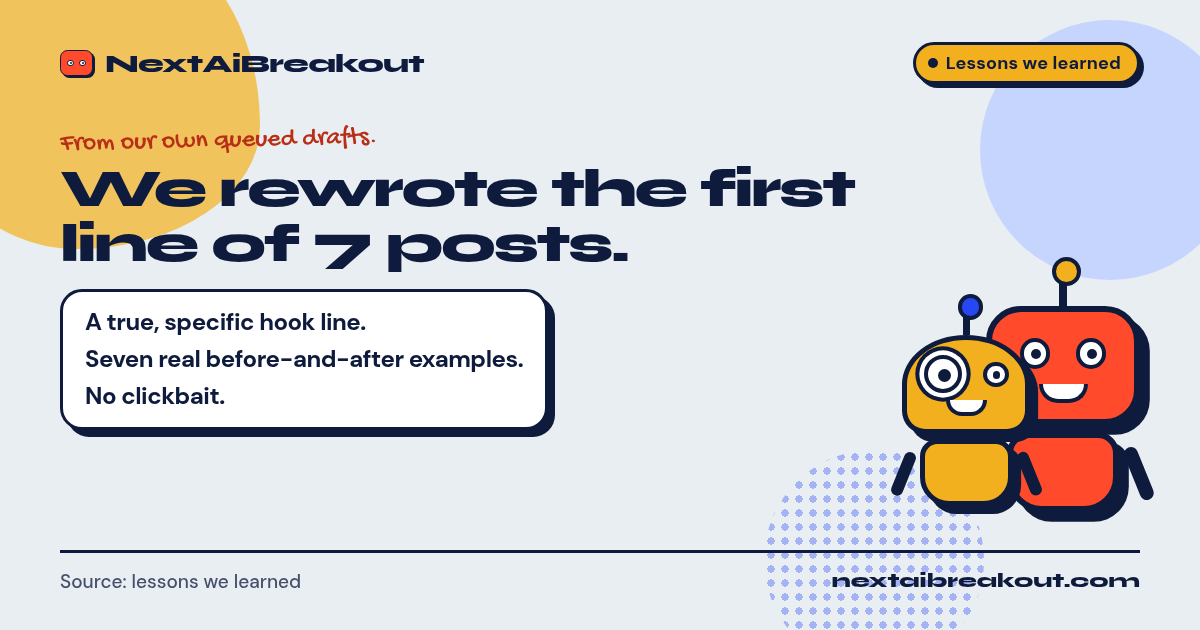 NextAiBreakout
Lessons we learned
From our own queued drafts.
We rewrote the first
line of 7 posts.
A true, specific hook line.
Seven real before-and-after examples.
No clickbait.
Source: lessons we learned
nextaibreakout.com